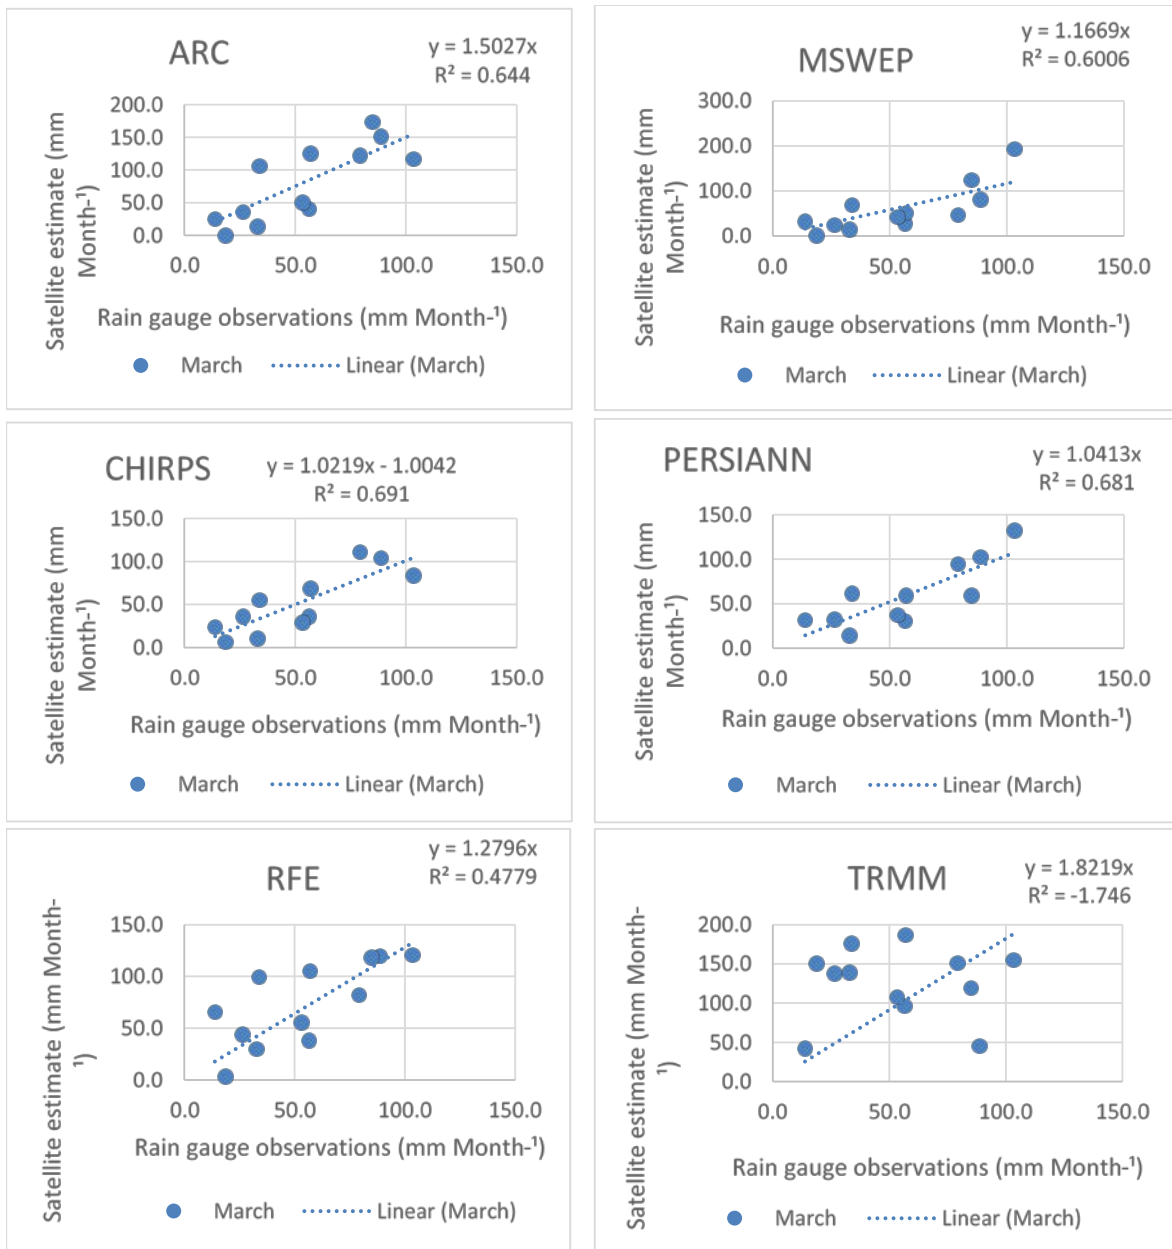 ARC
y = 1.5027x
R² = 0.644
200.0
150.0
100.0
50.0
0.0
0.0 50.0 100.0 150.0
Satellite estimate (mm
Month-¹)
Rain gauge observations (mm Month-¹)
March Linear (March)
MSWEP
y = 1.1669x
R² = 0.6006
300.0
200.0
100.0
0.0
0.0 50.0 100.0 150.0
Satellite estimate (mm
Month-¹)
Rain gauge observations (mm Month-¹)
March Linear (March)
CHIRPS
y = 1.0219x - 1.0042
R² = 0.691
150.0
100.0
50.0
0.0
0.0 50.0 100.0 150.0
Satellite estimate (mm
Month-¹)
Rain gauge observations (mm Month-¹)
March Linear (March)
PERSIANN
y = 1.0413x
R² = 0.681
150.0
100.0
50.0
0.0
0.0 50.0 100.0 150.0
Satellite estimate (mm
Month-¹)
Rain gauge observations (mm Month-¹)
March Linear (March)
RFE
y = 1.2796x
R² = 0.4779
150.0
100.0
50.0
0.0
0.0 50.0 100.0 150.0
Satellite estimate (mm Month-
¹)
Rain gauge observations (mm Month-¹)
March Linear (March)
TRMM
y = 1.8219x
R² = -1.746
200.0
150.0
100.0
50.0
0.0
0.0 50.0 100.0 150.0
Satellite estimate (mm Month-
¹)
Rain gauge observations (mm Month-¹)
March Linear (March)